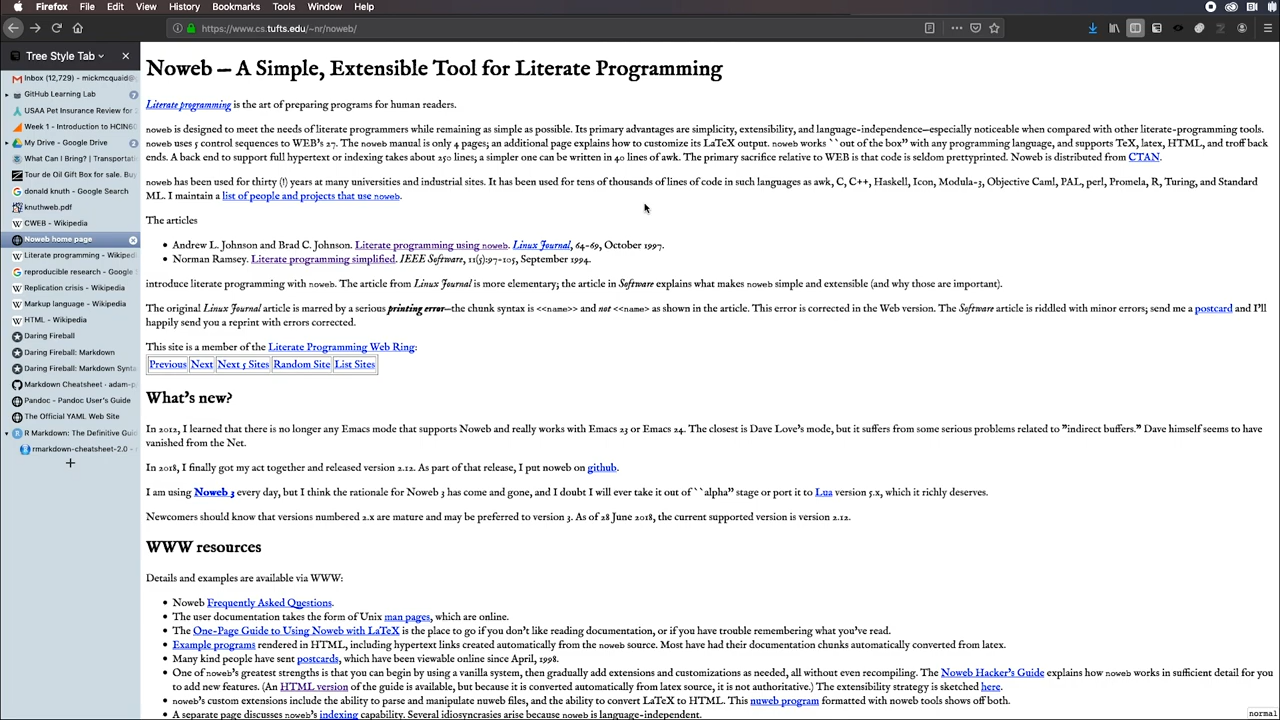 Firefox File Edit View History Bookmarks Tools Window Help
https://www.cs.tufts.edu/~nr/noweb/
Tree Style Tab
Inbox (12,729) – mickmcquaid@
GitHub Learning Lab
USAA Pet Insurance Review for
Week 1 - Introduction to HCIN6
My Drive - Google Drive
What Can I Bring? | Transportati
Tour de Oil Gift Box for sale. Buy
donald knuth - Google Search
knuthweb.pdf
CWEB - Wikipedia
Noweb home page
Literate programming - Wikiped
reproducible research - Google S
Replication crisis - Wikipedia
Markup language - Wikipedia
HTML - Wikipedia
Daring Fireball
Daring Fireball: Markdown
Daring Fireball: Markdown Synta
Markdown Cheatsheet · adam-p
Pandoc - Pandoc User's Guide
The Official YAML Web Site
R Markdown: The Definitive Guid
rmarkdown-cheatsheet-2.0 -
Noweb — A Simple, Extensible Tool for Literate Programming
Literate programming is the art of preparing programs for human readers.
noweb is designed to meet the needs of literate programmers while remaining as simple as possible. Its primary advantages are simplicity, extensibility, and language-independence—especially noticeable when compared with other literate-programming tools.
noweb uses 5 control sequences to WEB's 27. The noweb manual is only 4 pages; an additional page explains how to customize its LaTeX output. noweb works ``out of the box'' with any programming language, and supports TeX, latex, HTML, and troff back
ends. A back end to support full hypertext or indexing takes about 250 lines; a simpler one can be written in 40 lines of awk. The primary sacrifice relative to WEB is that code is seldom prettyprinted. Noweb is distributed from CTAN.
noweb has been used for thirty (!) years at many universities and industrial sites. It has been used for tens of thousands of lines of code in such languages as awk, C,C++, Haskell, Icon, Modula-3, Objective Caml, PAL, perl, Promela, R, Turing, and Standard
ML. I maintain a list of people and projects that use noweb.
The articles
• Andrew L. Johnson and Brad C. Johnson. Literate programming using noweb. Linux Journal, 64-69, October 1997.
• Norman Ramsey. Literate programming simplified. IEEE Software, 11(5):97-105, September 1994.
introduce literate programming with noweb. The article from Linux Journal is more elementary; the article in Software explains what makes noweb simple and extensible (and why those are important).
The original Linux Journal article is marred by a serious printing error—the chunk syntax is <<name>> and not <<name> as shown in the article. This error is corrected in the Web version. The Software article is riddled with minor errors; send me a postcard and I'll
happily send you a reprint with errors corrected.
This site is a member of the Literate Programming Web Ring:
Previous Next Next 5 Sites Random Site List Sites
What's new?
In 2012, I learned that there is no longer any Emacs mode that supports Noweb and really works with Emacs 23 or Emacs 24. The closest is Dave Love's mode, but it suffers from some serious problems related to "indirect buffers." Dave himself seems to have
vanished from the Net.
In 2018, I finally got my act together and released version 2.12. As part of that release, I put noweb on github.
I am using Noweb 3 every day, but I think the rationale for Noweb 3 has come and gone, and I doubt I will ever take it out of ``alpha'' stage or port it to Lua version 5.x, which it richly deserves.
Newcomers should know that versions numbered 2.x are mature and may be preferred to version 3. As of 28 June 2018, the current supported version is version 2.12.
WWW resources
Details and examples are available via WWW:
• Noweb Frequently Asked Questions.
• The user documentation takes the form of Unix man pages, which are online.
• The One-Page Guide to Using Noweb with LaTeX is the place to go if you don't like reading documentation, or if you have trouble remembering what you've read.
• Example programs rendered in HTML, including hypertext links created automatically from the noweb source. Most have had their documentation chunks automatically converted from latex.
• Many kind people have sent postcards, which have been viewable online since April, 1998.
• One of noweb's greatest strengths is that you can begin by using a vanilla system, then gradually add extensions and customizations as needed, all without even recompiling. The Noweb Hacker's Guide explains how noweb works in sufficient detail for you
to add new features. (An HTML version of the guide is available, but because it is converted automatically from latex source, it is not authoritative.) The extensibility strategy is sketched here.
• noweb's custom extensions include the ability to parse and manipulate nuweb files, and the ability to convert LaTeX to HTML. This nuweb program formatted with noweb tools shows off both.
• A separate page discusses noweb's indexing capability. Several idiosyncrasies arise because noweb is language-independent.
normal